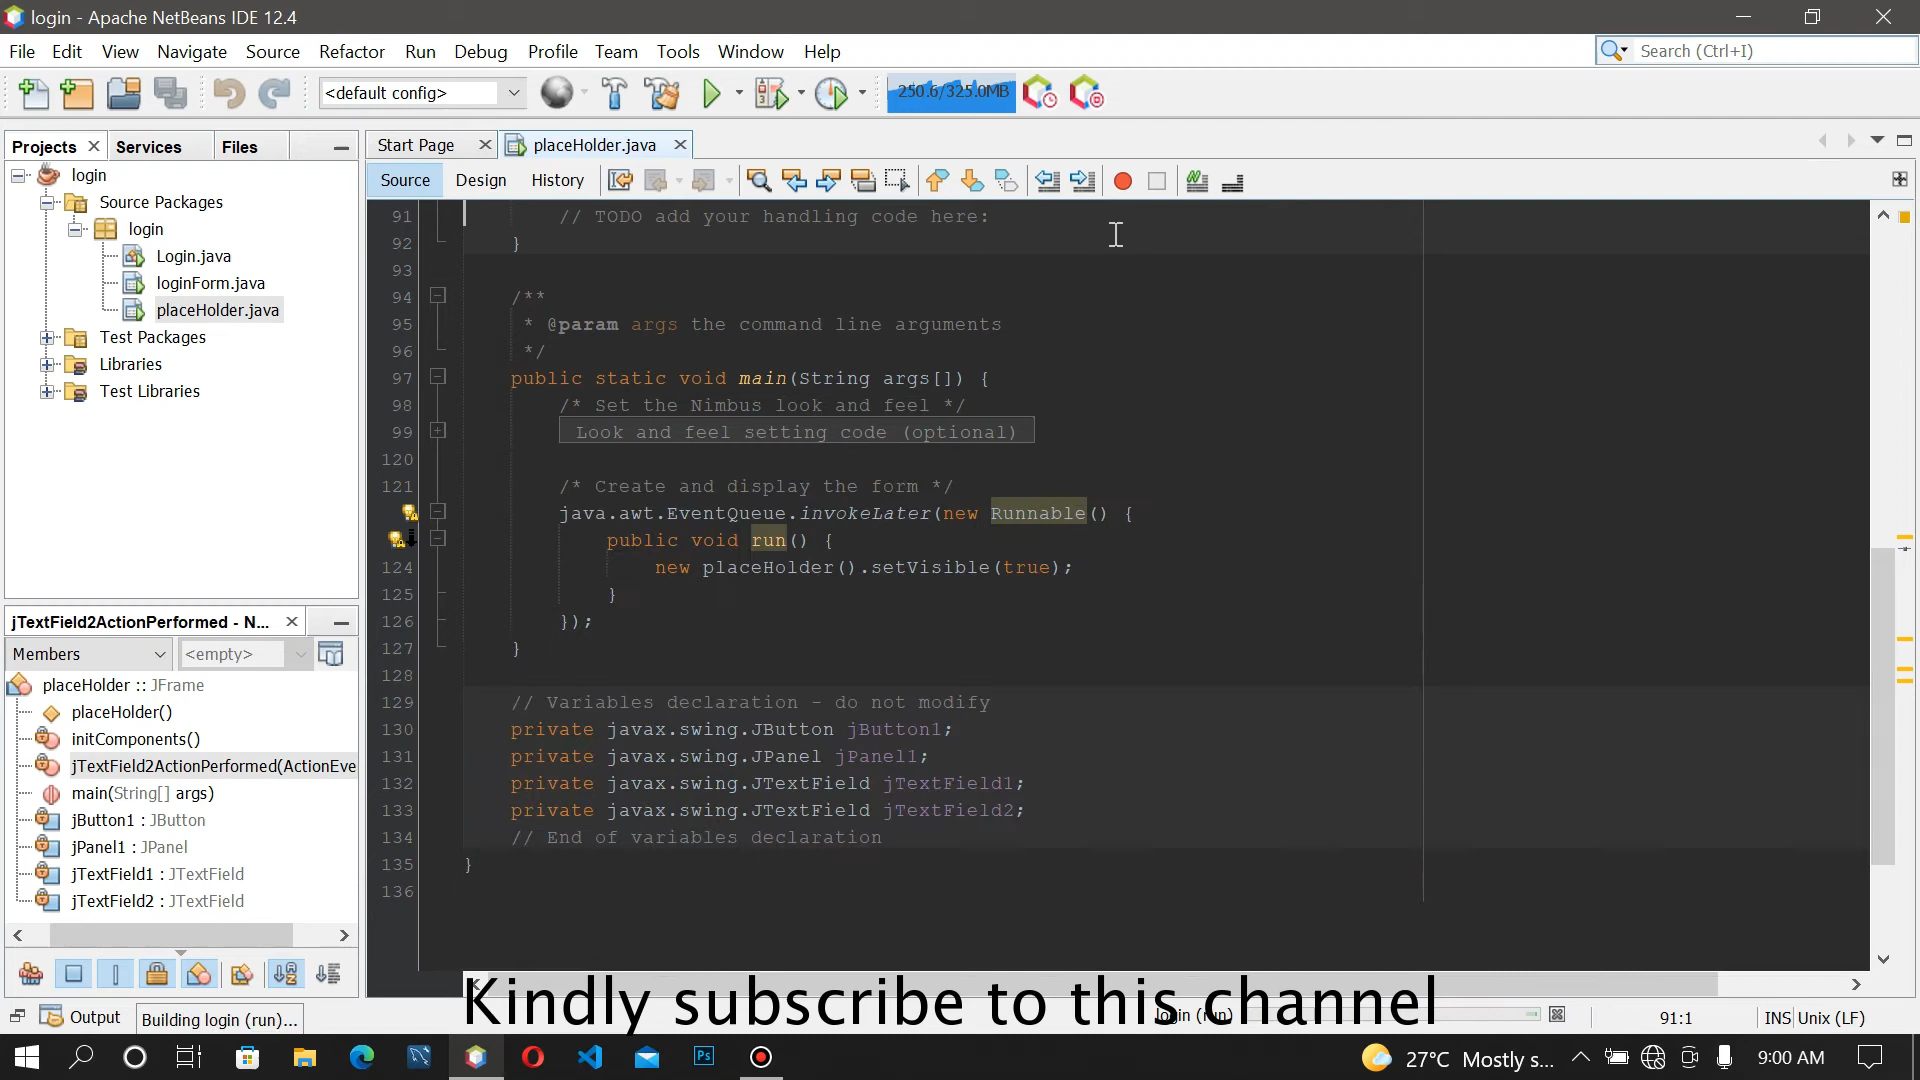 login - Apache NetBeans IDE 12.4
File Edit View Navigate Source Refactor Run Debug Profile Team Tools Window Help
Search (Ctrl+I)
<default config>
250.6/325.0MB
Projects
Services
Files
Start Page
placeHolder.java
Source
Design
History
login
Source Packages
login
Login.java
loginForm.java
placeHolder.java
Test Packages
Libraries
Test Libraries
91 // TODO add your handling code here:
92 }
93
94 /**
95 * @param args the command line arguments
96 */
97 public static void main(String args[]) {
98 /* Set the Nimbus look and feel */
99 Look and feel setting code (optional)
120
121 /* Create and display the form */
java.awt.EventQueue.invokeLater(new Runnable() {
public void run() {
124 new placeHolder().setVisible(true);
125 }
126 });
127 }
128
129 // Variables declaration - do not modify
130 private javax.swing.JButton jButton1;
131 private javax.swing.JPanel jPanel1;
132 private javax.swing.JTextField jTextField1;
133 private javax.swing.JTextField jTextField2;
134 // End of variables declaration
135 }
136
jTextField2ActionPerformed - N...
Members
<empty>
placeHolder :: JFrame
placeHolder()
initComponents()
jTextField2ActionPerformed(ActionEve
main(String[] args)
jButton1 : JButton
jPanel1 : JPanel
jTextField1 : JTextField
jTextField2 : JTextField
Kindly subscribe to this channel
Output
Building login (run)...
login (run)
91:1
INS
Unix (LF)
Ps
27°C Mostly s...
9:00 AM